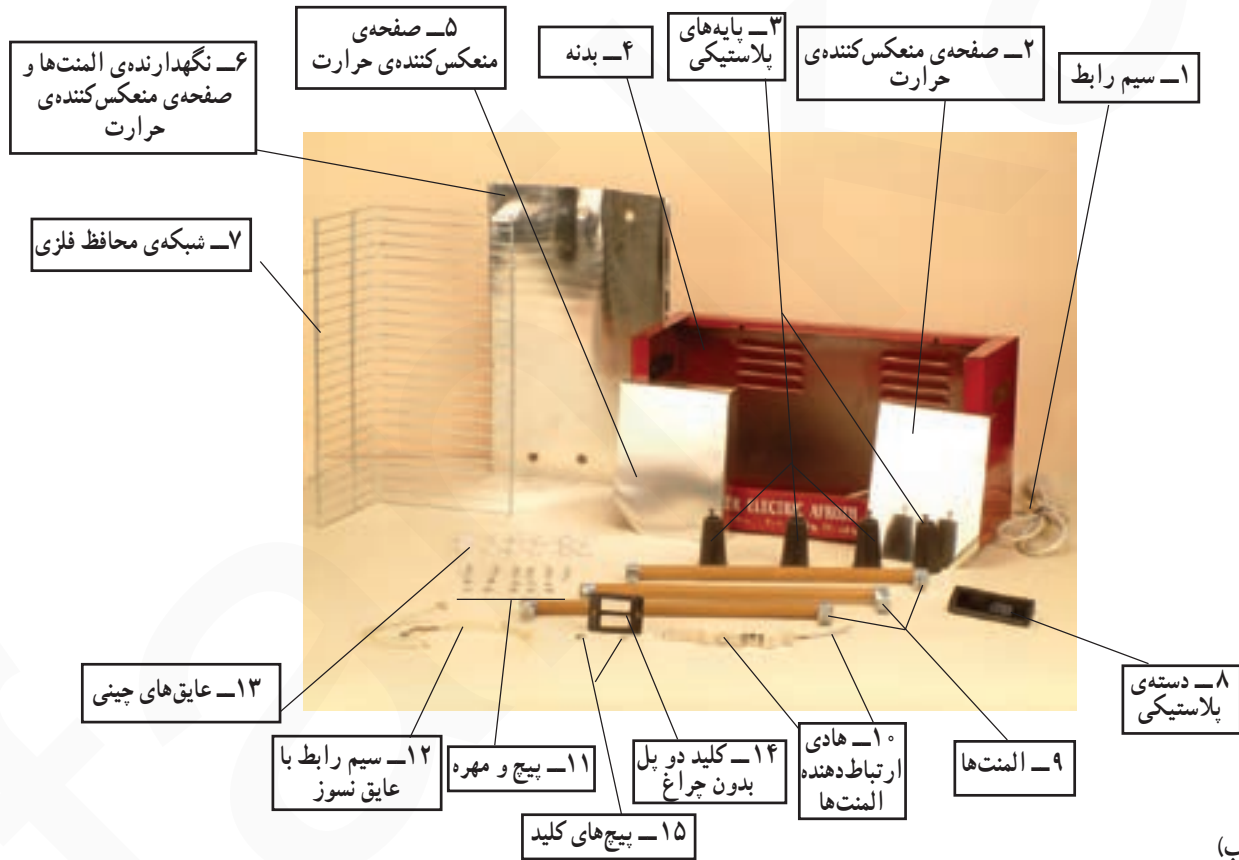 ۱ــ سیم رابط
۲ــ صفحه‌ی منعکس‌کننده‌ی
حرارت
۳ــ پایه‌های
پلاستیکی
۴ــ بدنه
۵ــ صفحه‌ی
منعکس‌کننده‌ی حرارت
۶ــ نگهدارنده‌ی المنت‌ها و
صفحه‌ی منعکس‌کننده‌ی
حرارت
۷ــ شبکه‌ی محافظ فلزی
ELECTRIC
۸ــ دسته‌ی
پلاستیکی
۹ــ المنت‌ها
۱۰ــ هادی
ارتباط‌دهنده
المنت‌ها
۱۴ــ کلید دو پل
بدون چراغ
۱۱ــ پیچ و مهره
۱۲ــ سیم رابط با
عایق نسوز
۱۳ــ عایق‌های چینی
۱۵ــ پیچ‌های کلید
ب)